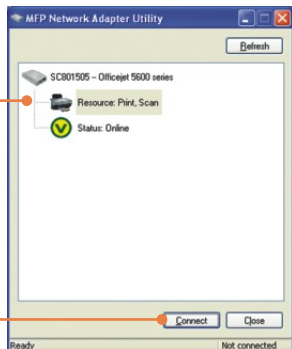 MFP Network Adapter Utility
Refresh
SC801505 -- Officejet 5600 series
Resource: Print, Scan
Status: Online
Connect Close
Ready Not connected